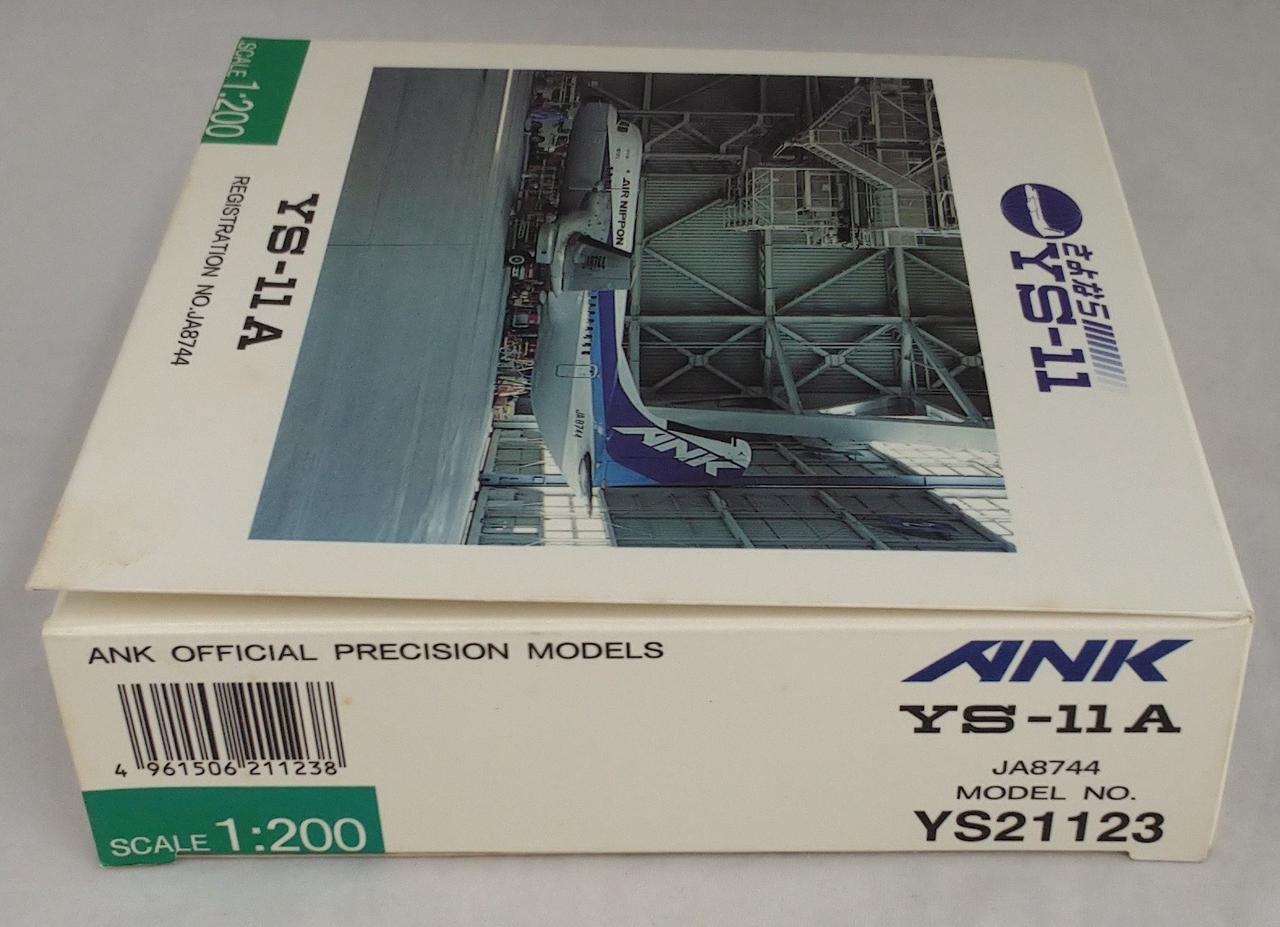 SCALE 1:200
YS-11A
REGISTRATION NO.JA8744
さよなら
YS-11
AIR NIPPON
JA8744
JA8744
ANK
ANK OFFICIAL PRECISION MODELS
4 961506 211238
SCALE 1:200
ANK
YS-11A
JA8744
MODEL NO.
YS21123